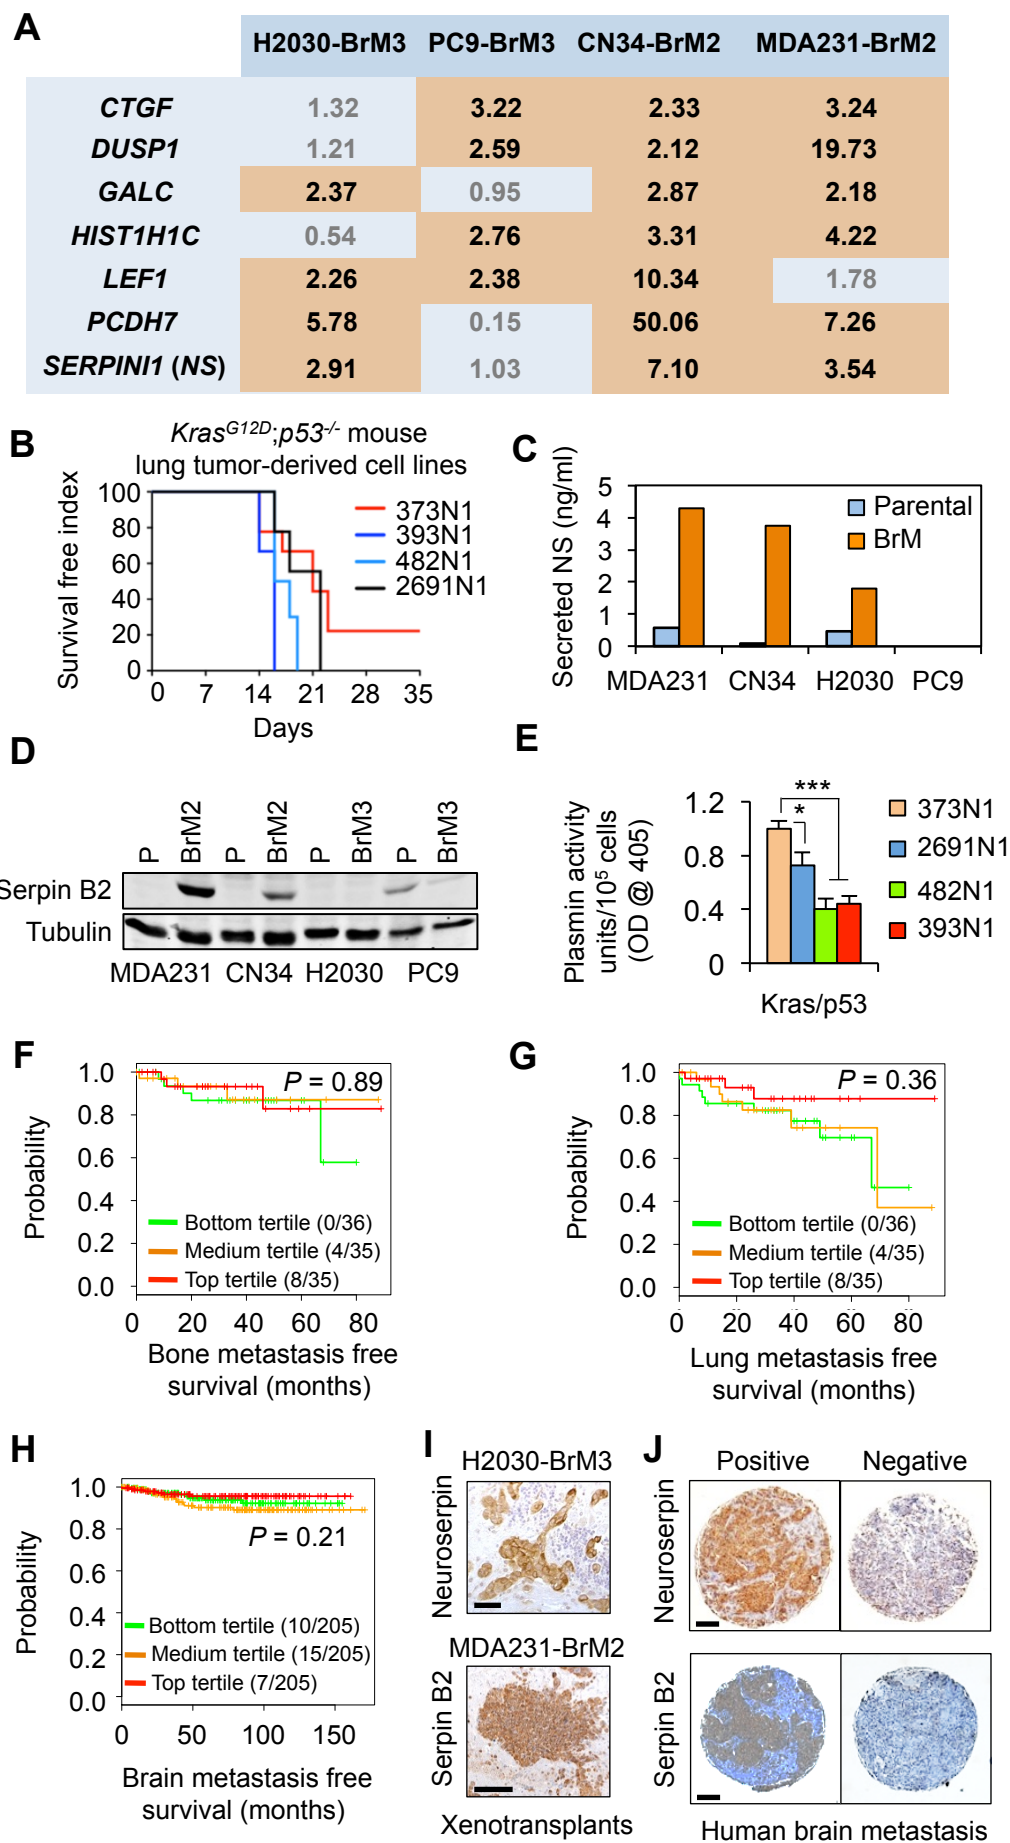 A
H2030-BrM3 PC9-BrM3 CN34-BrM2 MDA231-BrM2
CTGF 1.32 3.22 2.33 3.24
DUSP1 1.21 2.59 2.12 19.73
GALC 2.37 0.95 2.87 2.18
HIST1H1C 0.54 2.76 3.31 4.22
LEF1 2.26 2.38 10.34 1.78
PCDH7 5.78 0.15 50.06 7.26
SERPINI1 (NS) 2.91 1.03 7.10 3.54
B
Kras^G12D;p53^-/- mouse
lung tumor-derived cell lines
Survival free index
100
80
60
40
20
0
0 7 14 21 28 35
Days
373N1
393N1
482N1
2691N1
C
Secreted NS (ng/ml)
5
4
3
2
1
0
Parental
BrM
MDA231 CN34 H2030 PC9
D
P BrM2 P BrM2 P BrM3 P BrM3
Serpin B2
Tubulin
MDA231 CN34 H2030 PC9
E
Plasmin activity
units/10^5 cells
(OD @ 405)
1.2
0.8
0.4
0
***
*
Kras/p53
373N1
2691N1
482N1
393N1
F
Probability
1.0
0.8
0.6
0.4
0.2
0.0
P = 0.89
Bottom tertile (0/36)
Medium tertile (4/35)
Top tertile (8/35)
0 20 40 60 80
Bone metastasis free
survival (months)
G
Probability
1.0
0.8
0.6
0.4
0.2
0.0
P = 0.36
Bottom tertile (0/36)
Medium tertile (4/35)
Top tertile (8/35)
0 20 40 60 80
Lung metastasis free
survival (months)
H
Probability
1.0
0.8
0.6
0.4
0.2
0.0
P = 0.21
Bottom tertile (10/205)
Medium tertile (15/205)
Top tertile (7/205)
0 50 100 150
Brain metastasis free
survival (months)
I
H2030-BrM3
Neuroserpin
MDA231-BrM2
Serpin B2
Xenotransplants
J
Positive Negative
Neuroserpin
Serpin B2
Human brain metastasis